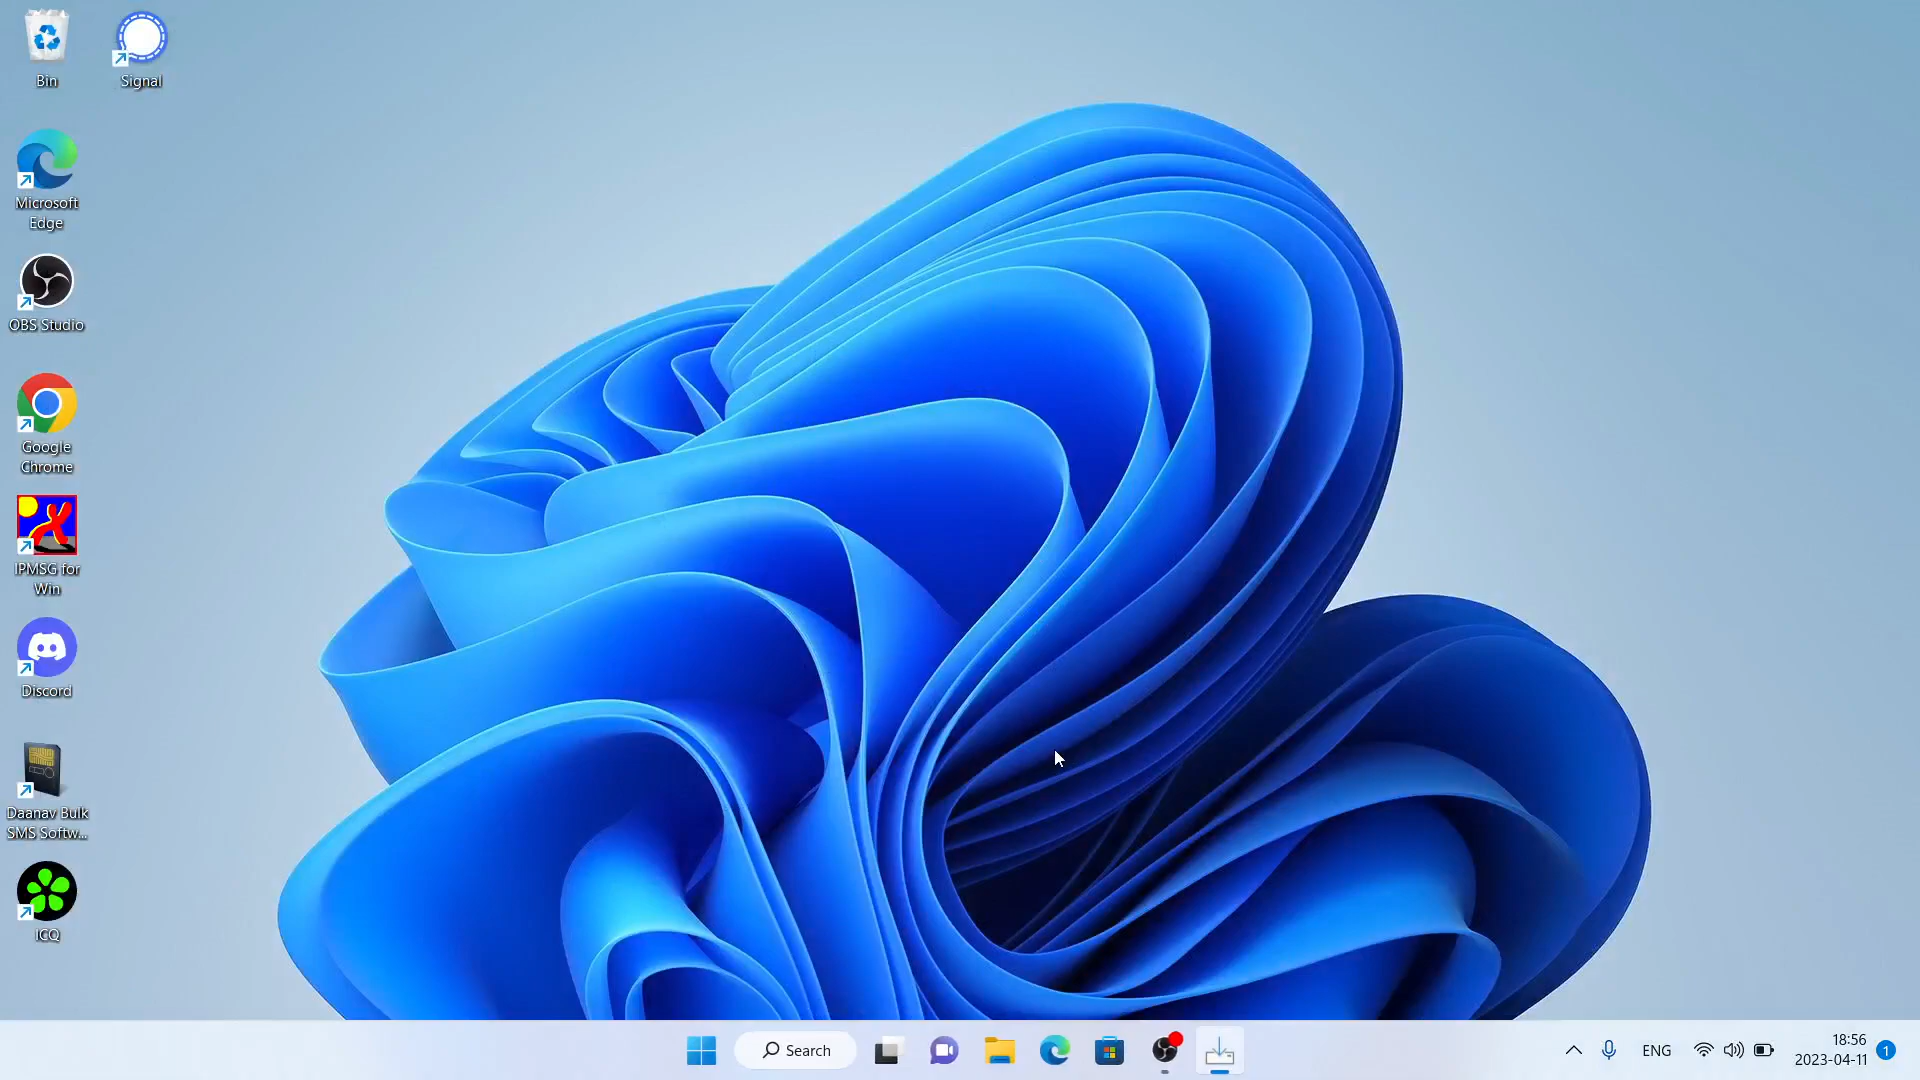 Bin
Signal
Microsoft
Edge
OBS Studio
Google
Chrome
IPMSG for
Win
Discord
Daanav Bulk
SMS Softw...
ICQ
Search
ENG
18:56
2023-04-11
1